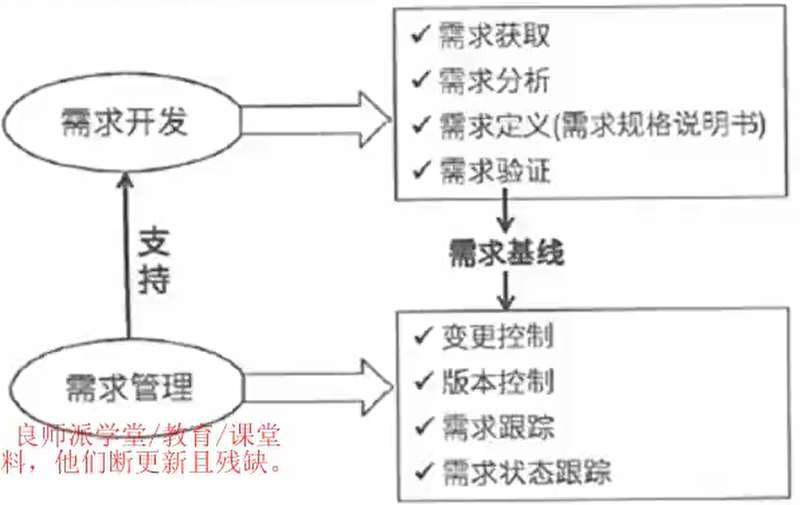 ✓ 需求获取
✓ 需求分析
需求开发
✓ 需求定义(需求规格说明书)
✓ 需求验证
支持
需求基线
✓ 变更控制
需求管理
✓ 版本控制
✓ 需求跟踪
✓ 需求状态跟踪
良师派学堂/教育/课堂
料，他们断更新且残缺。